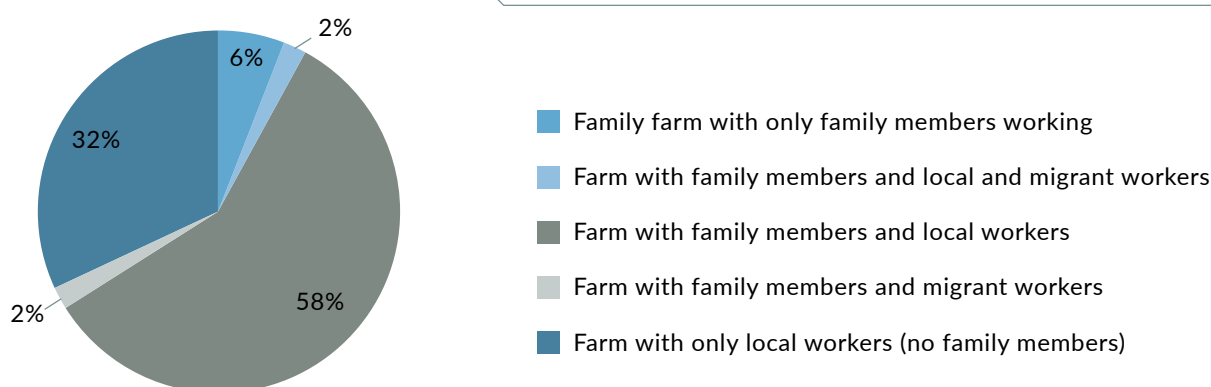 2%
6%
32%
58%
2%
Family farm with only family members working
Farm with family members and local and migrant workers
Farm with family members and local workers
Farm with family members and migrant workers
Farm with only local workers (no family members)